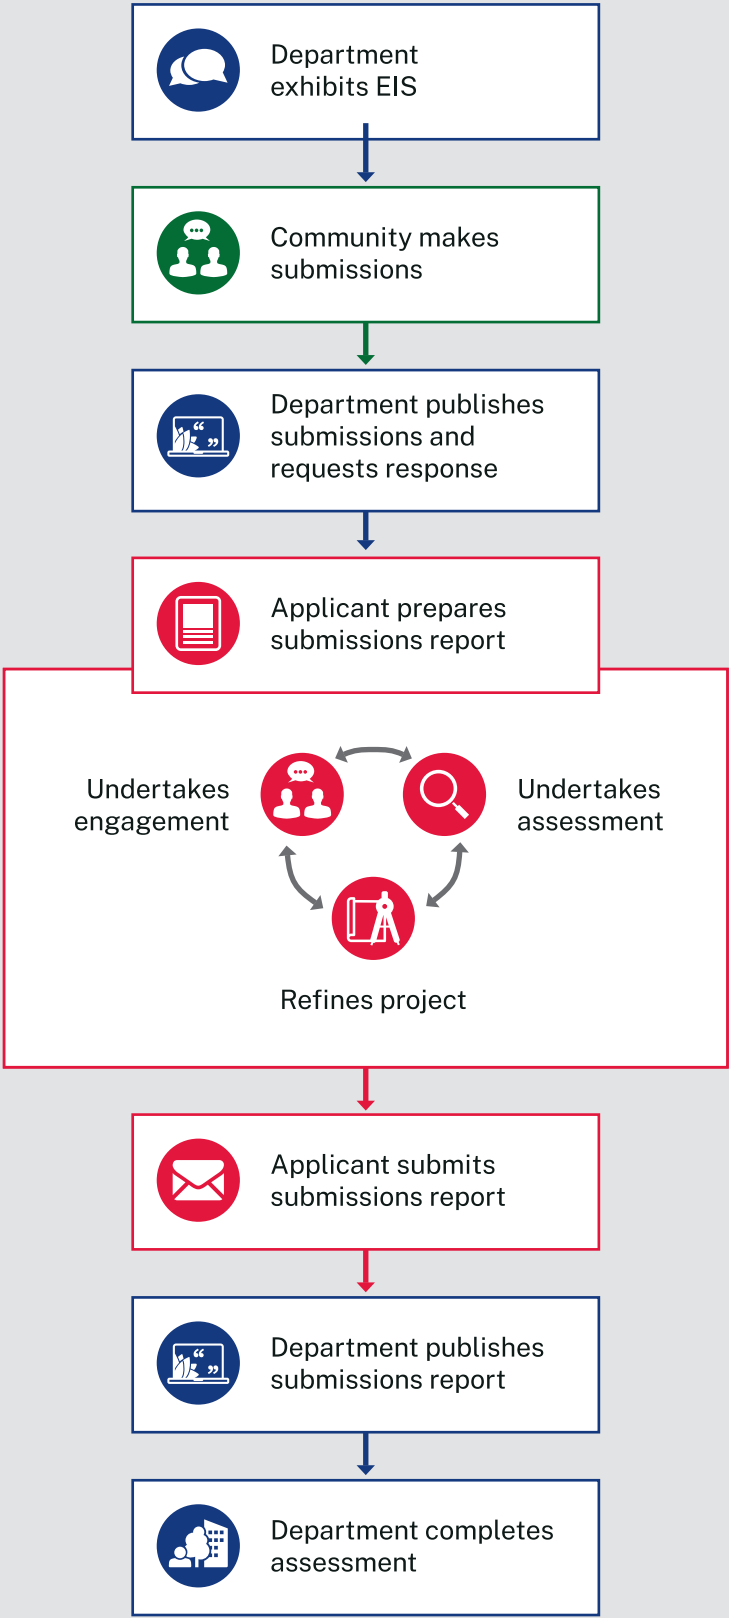 Department
exhibits EIS
Community makes
submissions
Department publishes
submissions and
requests response
Applicant prepares
submissions report
Undertakes
engagement
Undertakes
assessment
Refines project
Applicant submits
submissions report
Department publishes
submissions report
Department completes
assessment